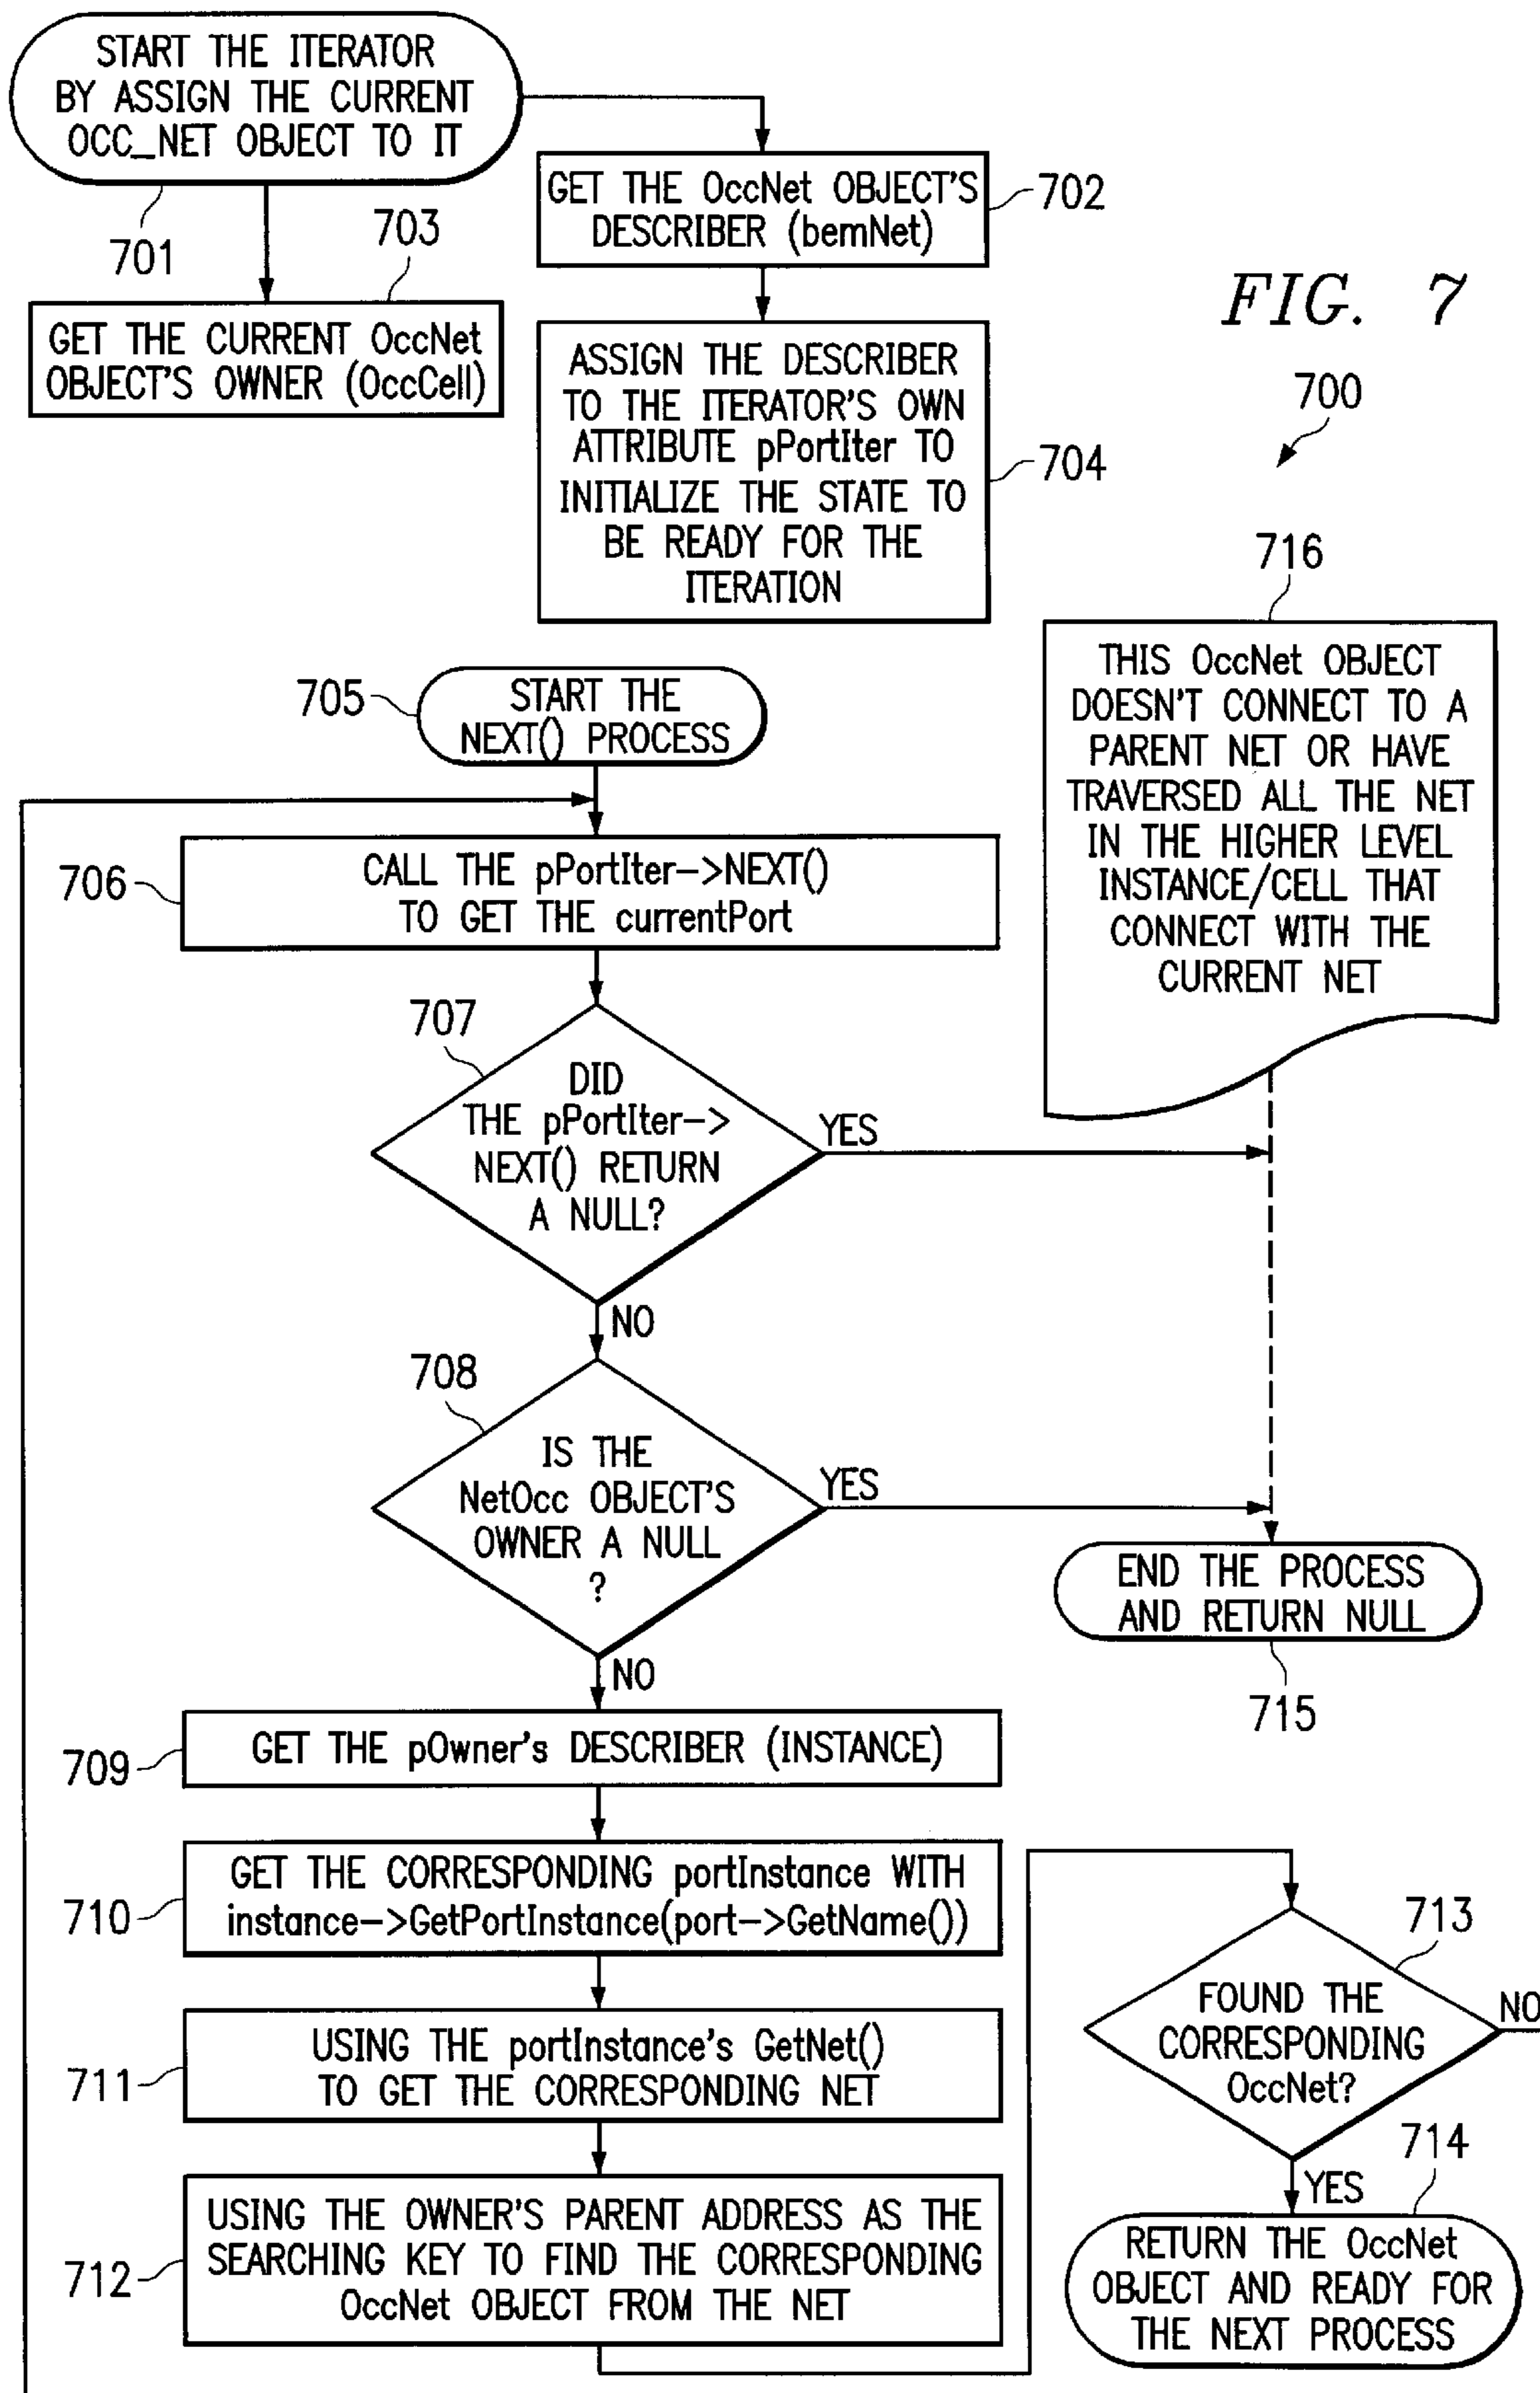 START THE ITERATOR
BY ASSIGN THE CURRENT
OCC_NET OBJECT TO IT
701
703
GET THE CURRENT OccNet
OBJECT'S OWNER (OccCell)
GET THE OccNet OBJECT'S
DESCRIBER (bemNet)
702
ASSIGN THE DESCRIBER
TO THE ITERATOR'S OWN
ATTRIBUTE pPortIter TO
INITIALIZE THE STATE TO
BE READY FOR THE
ITERATION
704
FIG. 7
700
716
THIS OccNet OBJECT
DOESN'T CONNECT TO A
PARENT NET OR HAVE
TRAVERSED ALL THE NET
IN THE HIGHER LEVEL
INSTANCE/CELL THAT
CONNECT WITH THE
CURRENT NET
705
START THE
NEXT() PROCESS
706
CALL THE pPortIter->NEXT()
TO GET THE currentPort
707
DID
THE pPortIter->
NEXT() RETURN
A NULL?
YES
NO
708
IS THE
NetOcc OBJECT'S
OWNER A NULL
?
YES
NO
END THE PROCESS
AND RETURN NULL
715
709
GET THE pOwner's DESCRIBER (INSTANCE)
710
GET THE CORRESPONDING portInstance WITH
instance->GetPortInstance(port->GetName())
711
USING THE portInstance's GetNet()
TO GET THE CORRESPONDING NET
712
USING THE OWNER'S PARENT ADDRESS AS THE
SEARCHING KEY TO FIND THE CORRESPONDING
OccNet OBJECT FROM THE NET
713
FOUND THE
CORRESPONDING
OccNet?
NO
YES
714
RETURN THE OccNet
OBJECT AND READY FOR
THE NEXT PROCESS